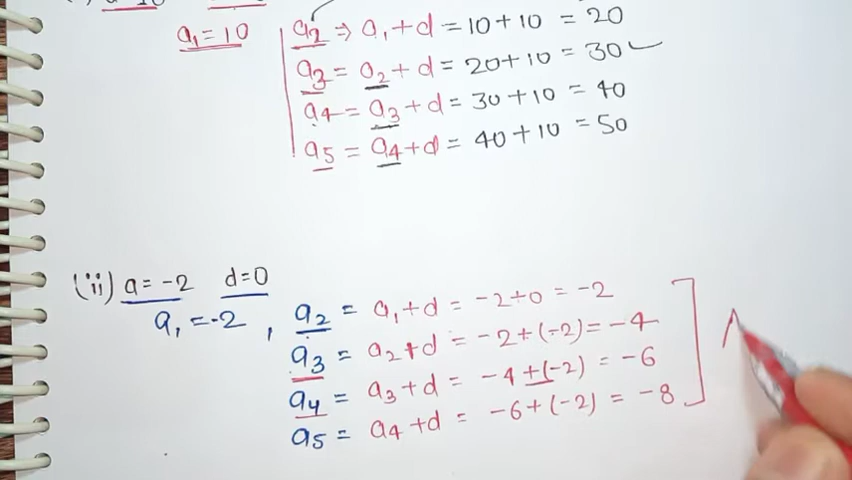 a₁=10
a₂ ⇒ a₁+d = 10+10 = 20
a₃ = a₂+d = 20+10 = 30
a₄ = a₃+d = 30+10 = 40
a₅ = a₄+d = 40+10 = 50
(ii) a=-2 d=0
a₁=-2, a₂ = a₁+d = -2+0 = -2
a₃ = a₂+d = -2+(-2) = -4
a₄ = a₃+d = -4+(-2) = -6
a₅ = a₄+d = -6+(-2) = -8